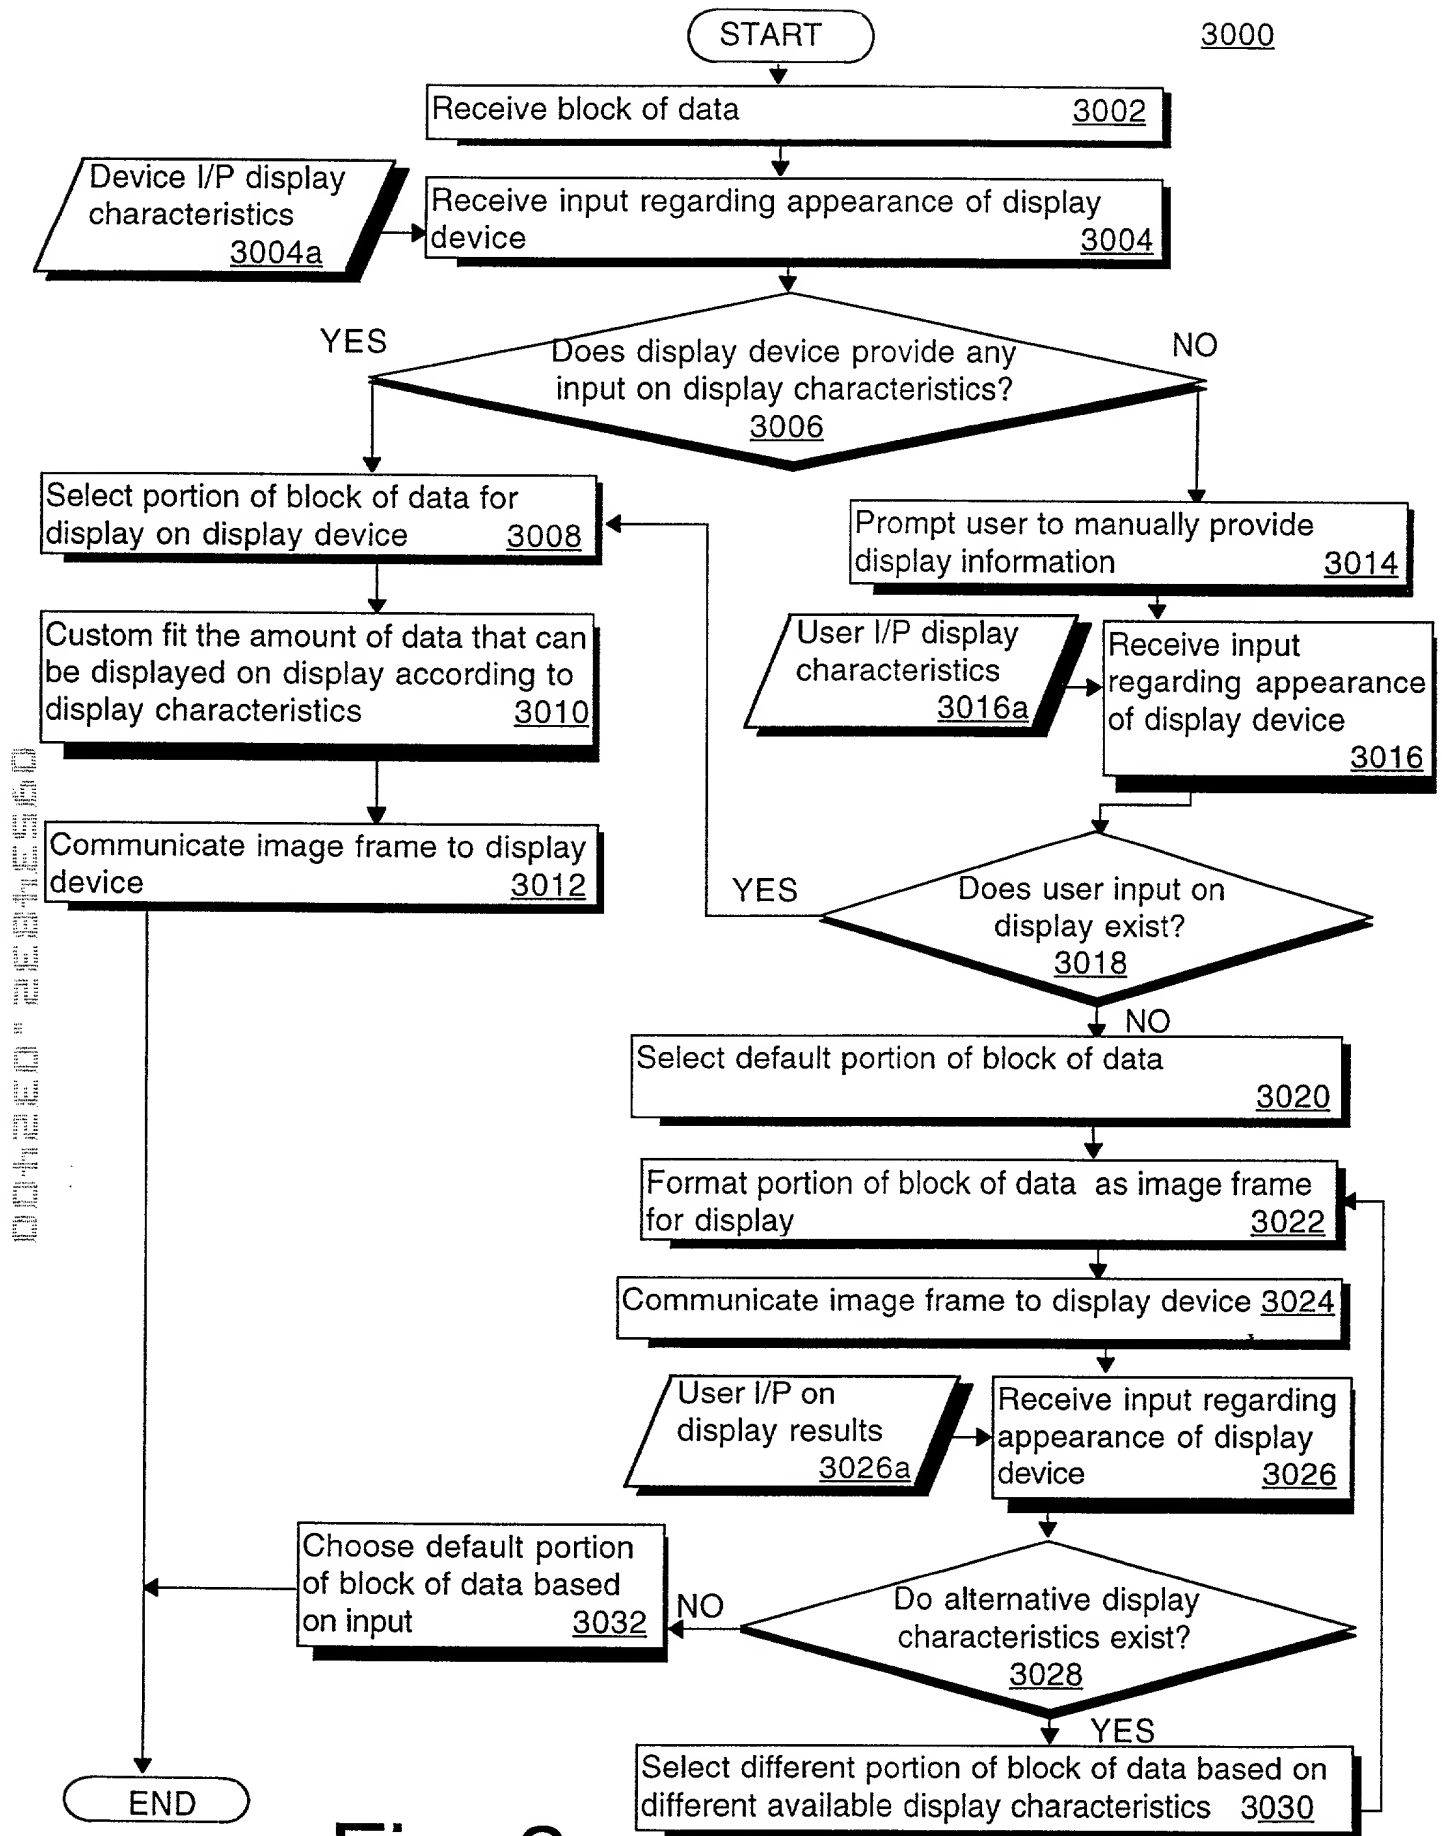 START
3000
Receive block of data 3002
Device I/P display
characteristics
3004a
Receive input regarding appearance of display
device 3004
YES
NO
Does display device provide any
input on display characteristics?
3006
Select portion of block of data for
display on display device 3008
Prompt user to manually provide
display information 3014
Custom fit the amount of data that can
be displayed on display according to
display characteristics 3010
User I/P display
characteristics
3016a
Receive input
regarding appearance
of display device
3016
Communicate image frame to display
device 3012
YES
Does user input on
display exist?
3018
NO
Select default portion of block of data
3020
Format portion of block of data as image frame
for display 3022
Communicate image frame to display device 3024
User I/P on
display results
3026a
Receive input regarding
appearance of display
device 3026
Choose default portion
of block of data based
on input 3032
NO
Do alternative display
characteristics exist?
3028
YES
Select different portion of block of data based on
different available display characteristics 3030
END